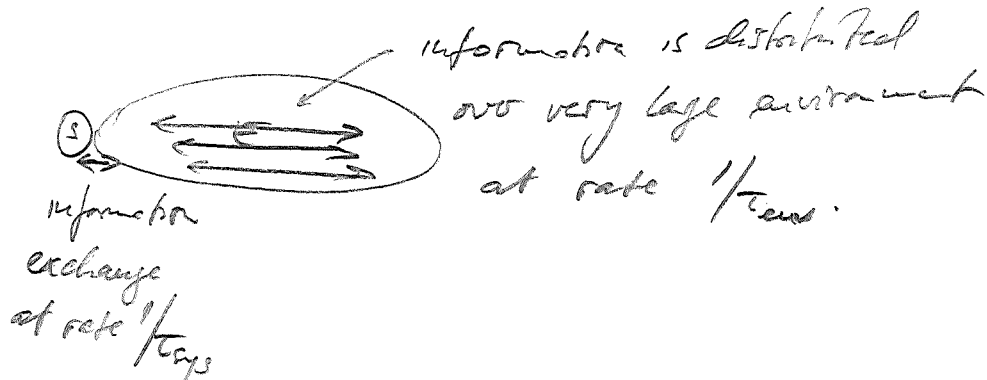 information is distributed
over very large environment
at rate 1/τenv.
S
information
exchange
at rate 1/τsys